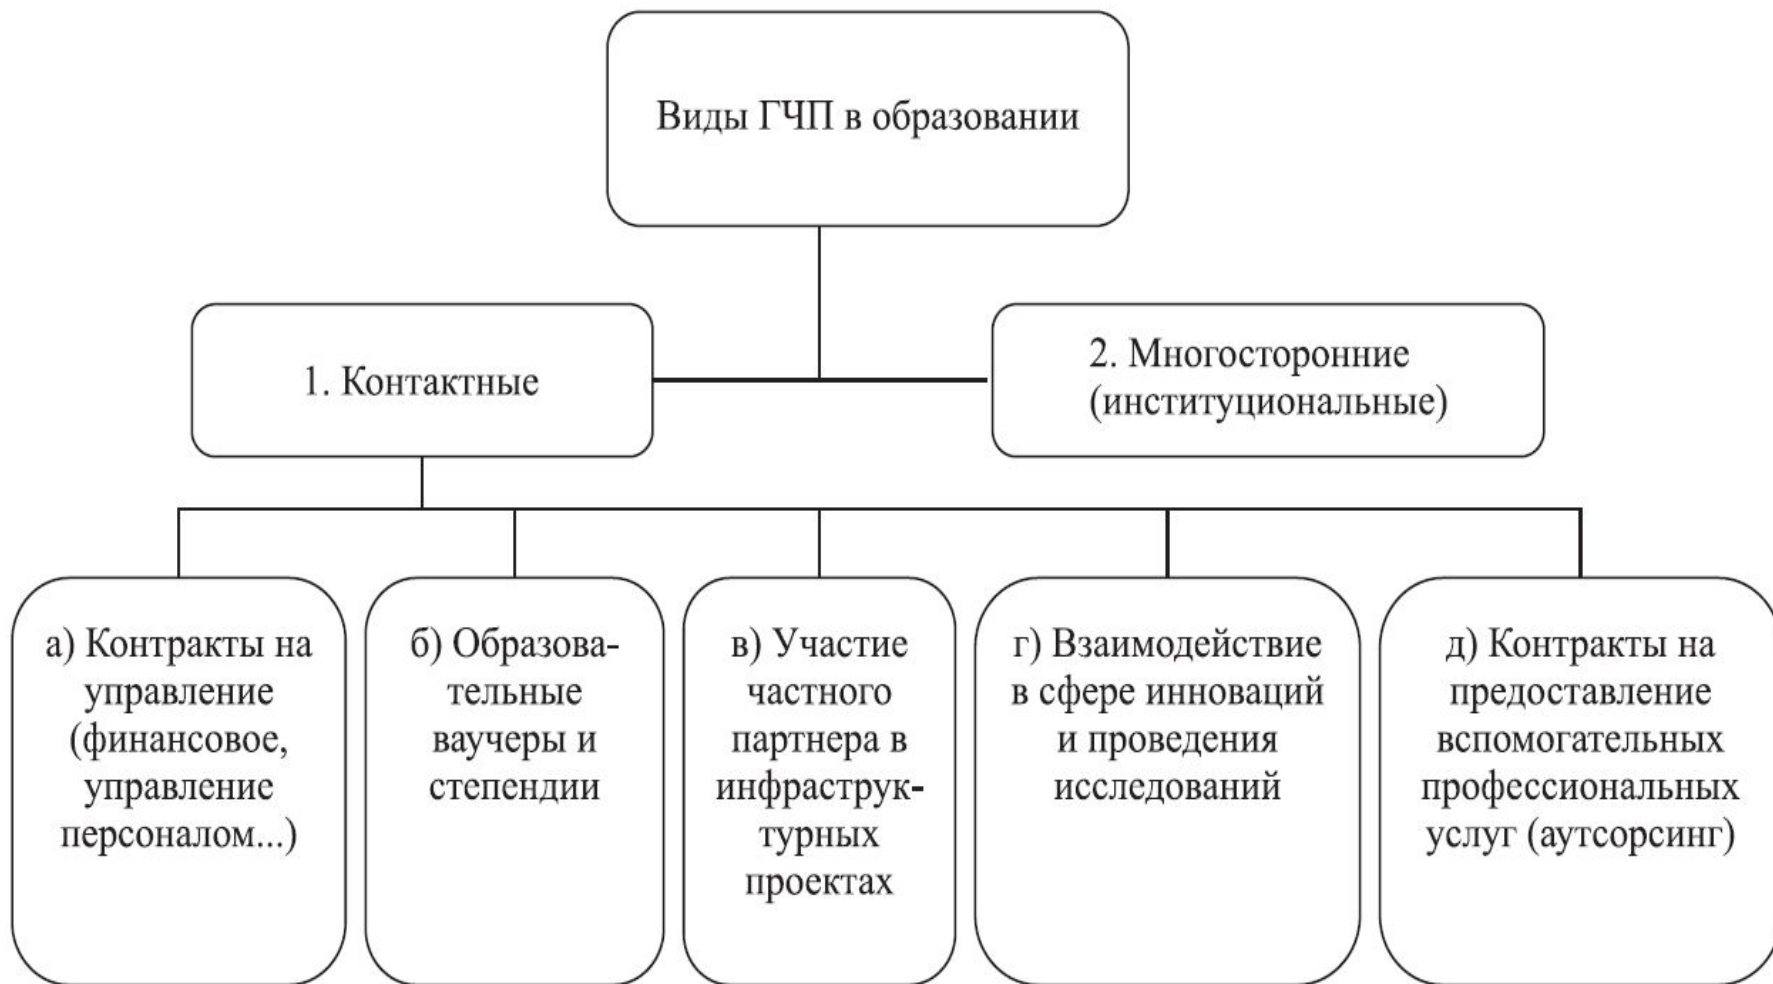 Виды ГЧП в образовании
1. Контактные
2. Многосторонние
(институциональные)
а) Контракты на
управление
(финансовое,
управление
персоналом...)
б) Образова-
тельные
ваучеры и
степендии
в) Участие
частного
партнера в
инфраструк-
турных
проектах
г) Взаимодействие
в сфере инноваций
и проведения
исследований
д) Контракты на
предоставление
вспомогательных
профессиональных
услуг (аутсорсинг)